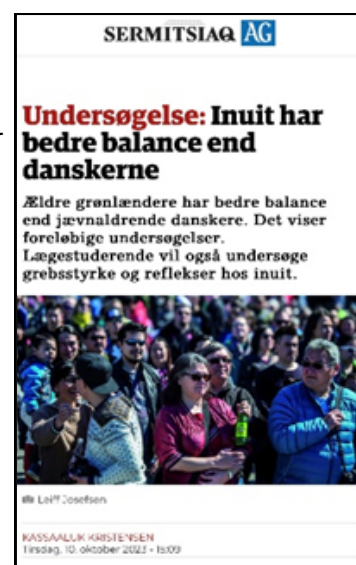 SERMITSIAQ AG
Undersøgelse: Inuit har
bedre balance end
danskerne
Ældre grønlændere har bedre balance
end jævnaldrende danskere. Det viser
foreløbige undersøgelser.
Lægestuderende vil også undersøge
grebsstyrke og reflekser hos inuit.
Leiff Josefsen
KASSAALUK KRISTENSEN
Tirsdag, 10. oktober 2023 - 15:09